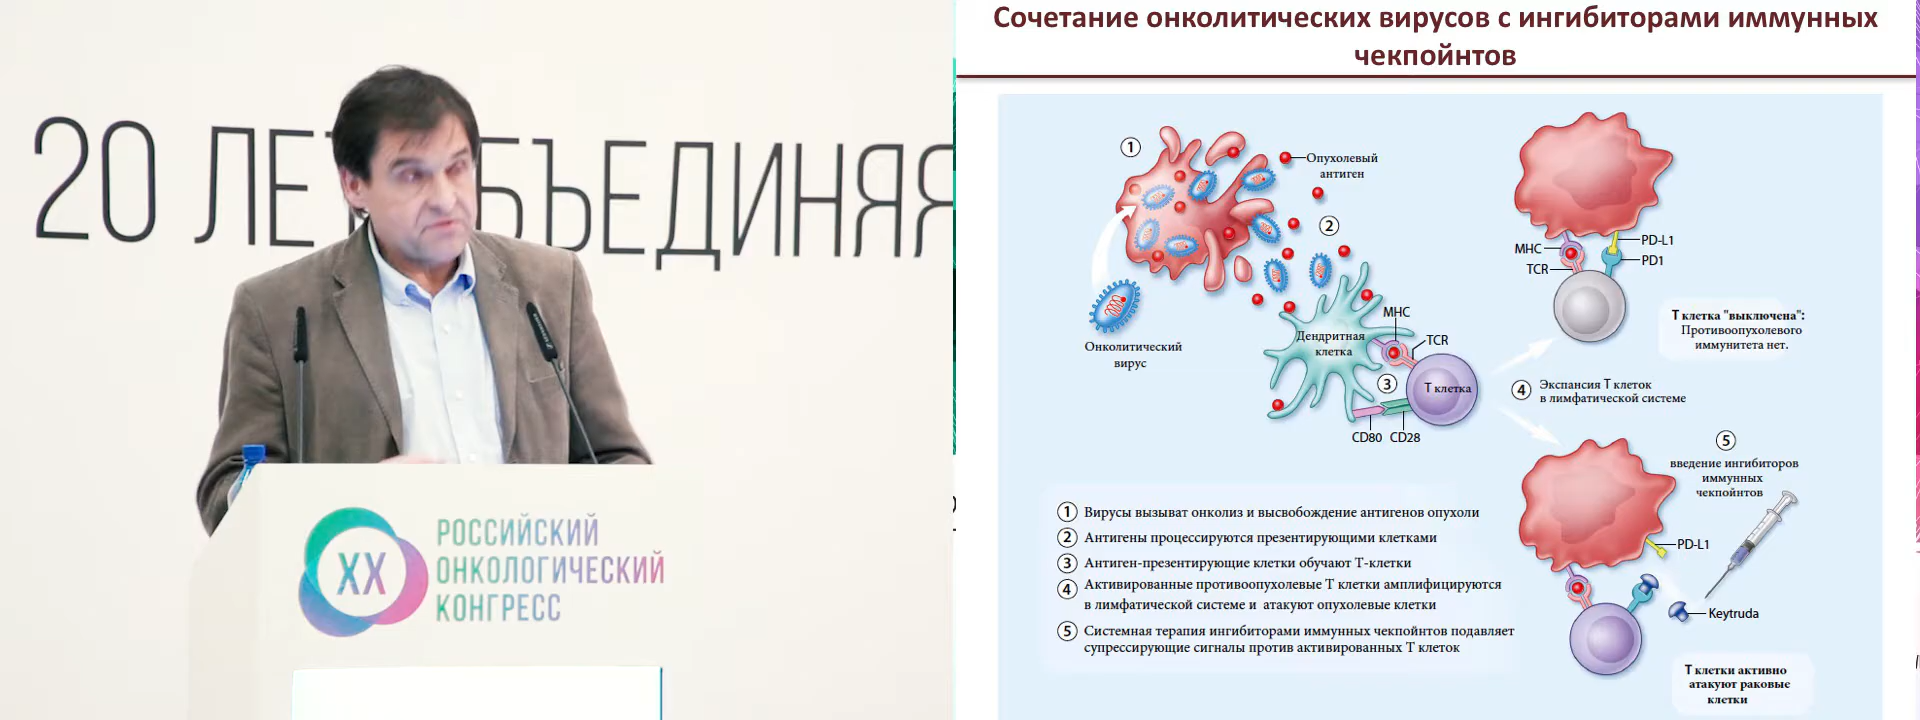 20 ЛЕТ ОБЪЕДИНЯЯ
XX
РОССИЙСКИЙ
ОНКОЛОГИЧЕСКИЙ
КОНГРЕСС
Сочетание онколитических вирусов с ингибиторами иммунных
чекпойнтов
1
Опухолевый
антиген
2
Онколитический
вирус
Дендритная
клетка
MHC
TCR
3
Т клетка
CD80 CD28
MHC
TCR
PD-L1
PD1
Т клетка "выключена":
Противоопухолевого
иммунитета нет.
4 Экспансия Т клеток
в лимфатической системе
5
введение ингибиторов
иммунных
чекпойнтов
PD-L1
Keytruda
Т клетки активно
атакуют раковые
клетки
1 Вирусы вызыват онколиз и высвобождение антигенов опухоли
2 Антигены процессируются презентирующими клетками
3 Антиген-презентирующие клетки обучают Т-клетки
4 Активированные противоопухолевые Т клетки амплифицируются
в лимфатической системе и атакуют опухолевые клетки
5 Системная терапия ингибиторами иммунных чекпойнтов подавляет
супрессирующие сигналы против активированных Т клеток